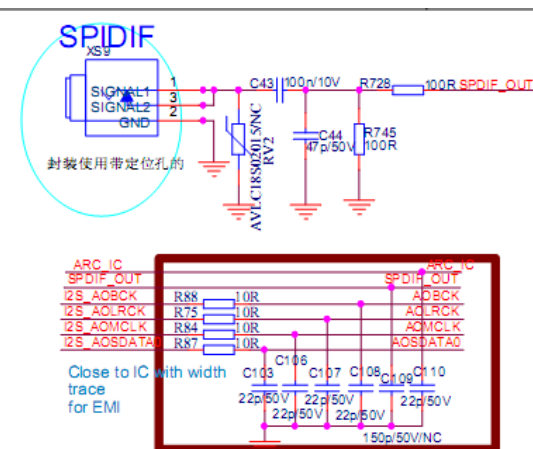 SPIDIF
XS9
SIGNAL1
SIGNAL2
GND
1
3
2
封装使用带定位孔的
AVLC18S02015/NC
RV2
C43 100n/10V
C44
47p/50V
R728 100R SPDIF_OUT
R745
100R
ARC_IC ARC_IC
SPDIF_OUT SPDIF_OUT
I2S_AOBCK R88 10R AOBCK
I2S_AOLRCK R75 10R AOLRCK
I2S_AOMCLK R84 10R AOMCLK
I2S_AOSDATA0 R87 10R AOSDATA0
Close to IC with width
trace
for EMI
C103 C106 C107 C108 C109 C110
22p/50V 22p/50V 22p/50V
22p/50V 22p/50V
150p/50V/NC